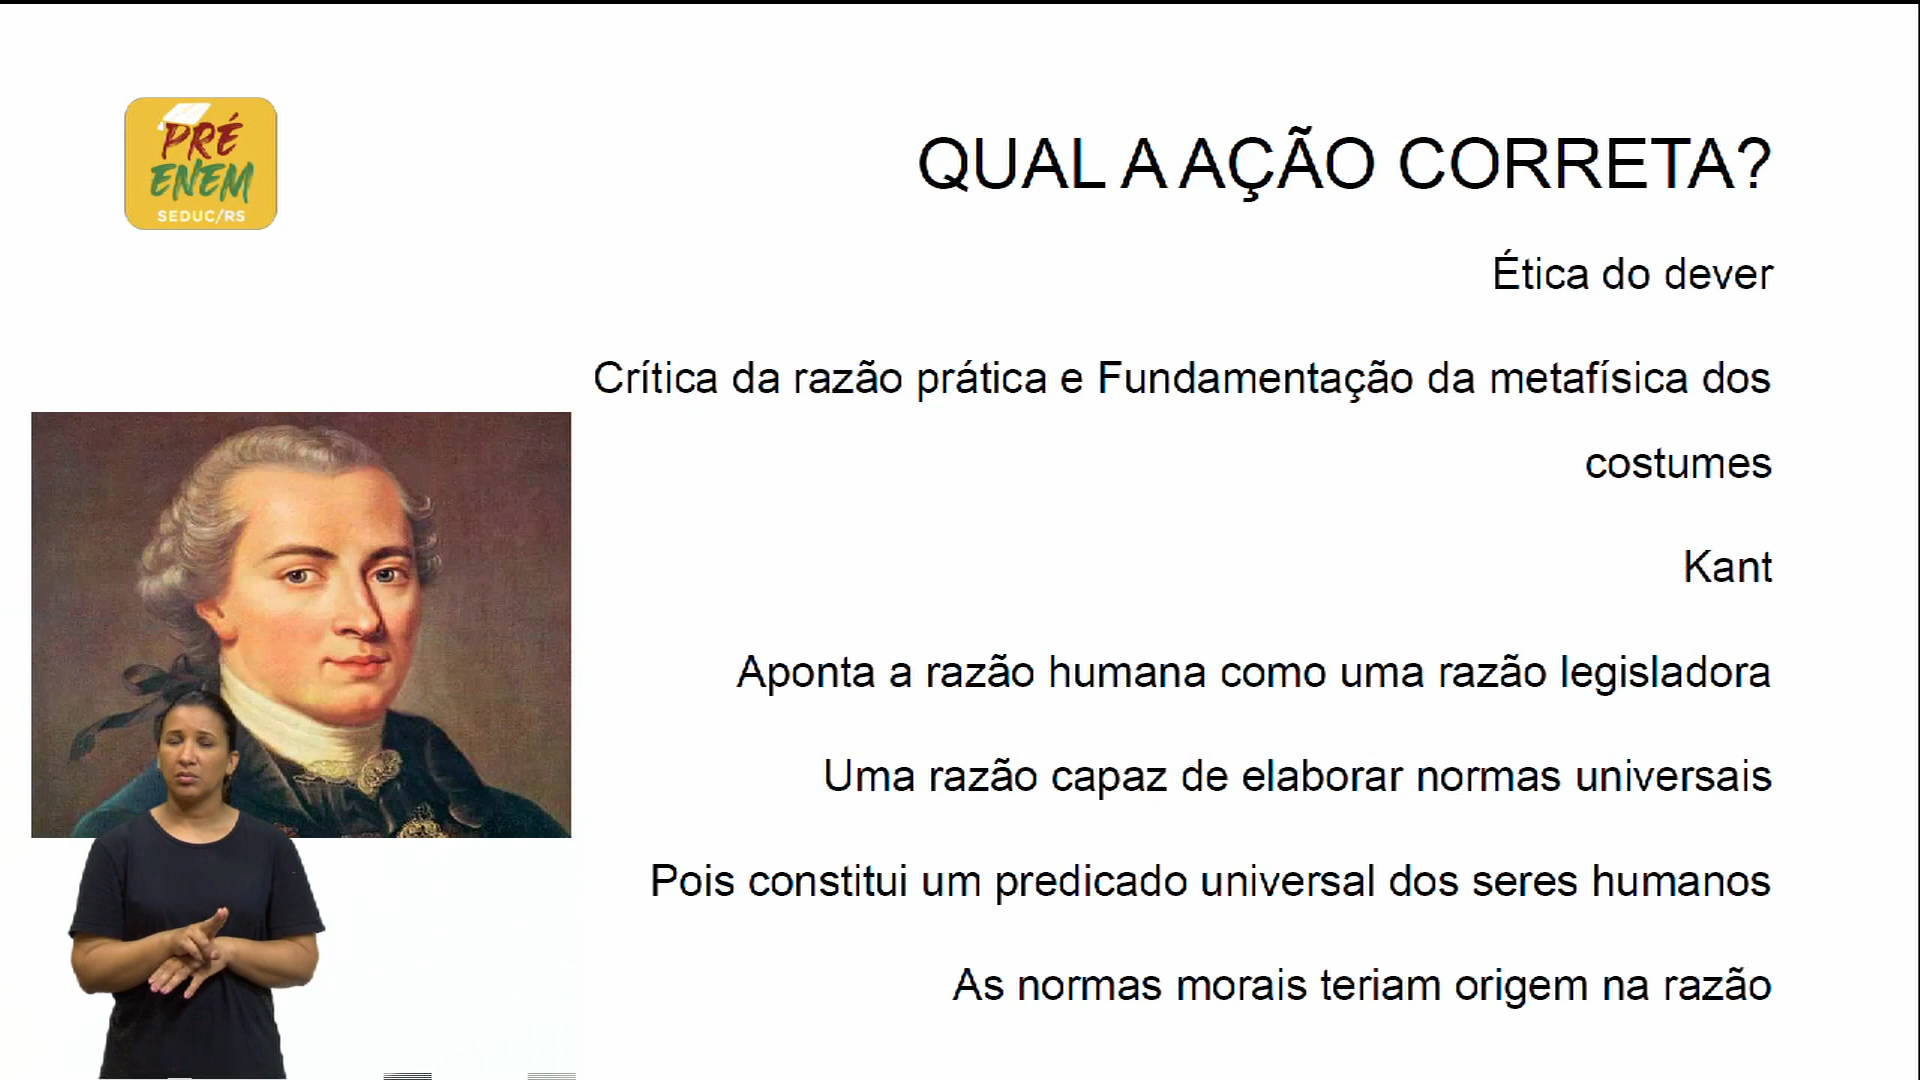 PRÉ
ENEM
SEDUC/RS
QUAL A AÇÃO CORRETA?
Ética do dever
Crítica da razão prática e Fundamentação da metafísica dos
costumes
Kant
Aponta a razão humana como uma razão legisladora
Uma razão capaz de elaborar normas universais
Pois constitui um predicado universal dos seres humanos
As normas morais teriam origem na razão